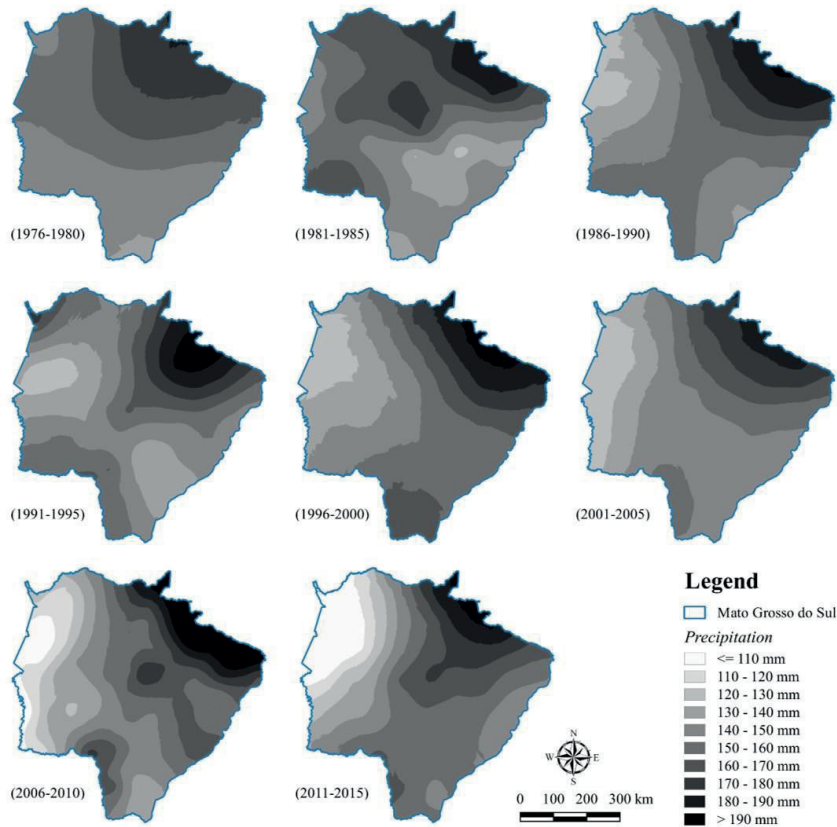 (1976-1980)
(1981-1985)
(1986-1990)
(1991-1995)
(1996-2000)
(2001-2005)
(2006-2010)
(2011-2015)
Legend
Mato Grosso do Sul
Precipitation
<= 110 mm
110 - 120 mm
120 - 130 mm
130 - 140 mm
140 - 150 mm
150 - 160 mm
160 - 170 mm
170 - 180 mm
180 - 190 mm
> 190 mm
N
W E
S
0 100 200 300 km